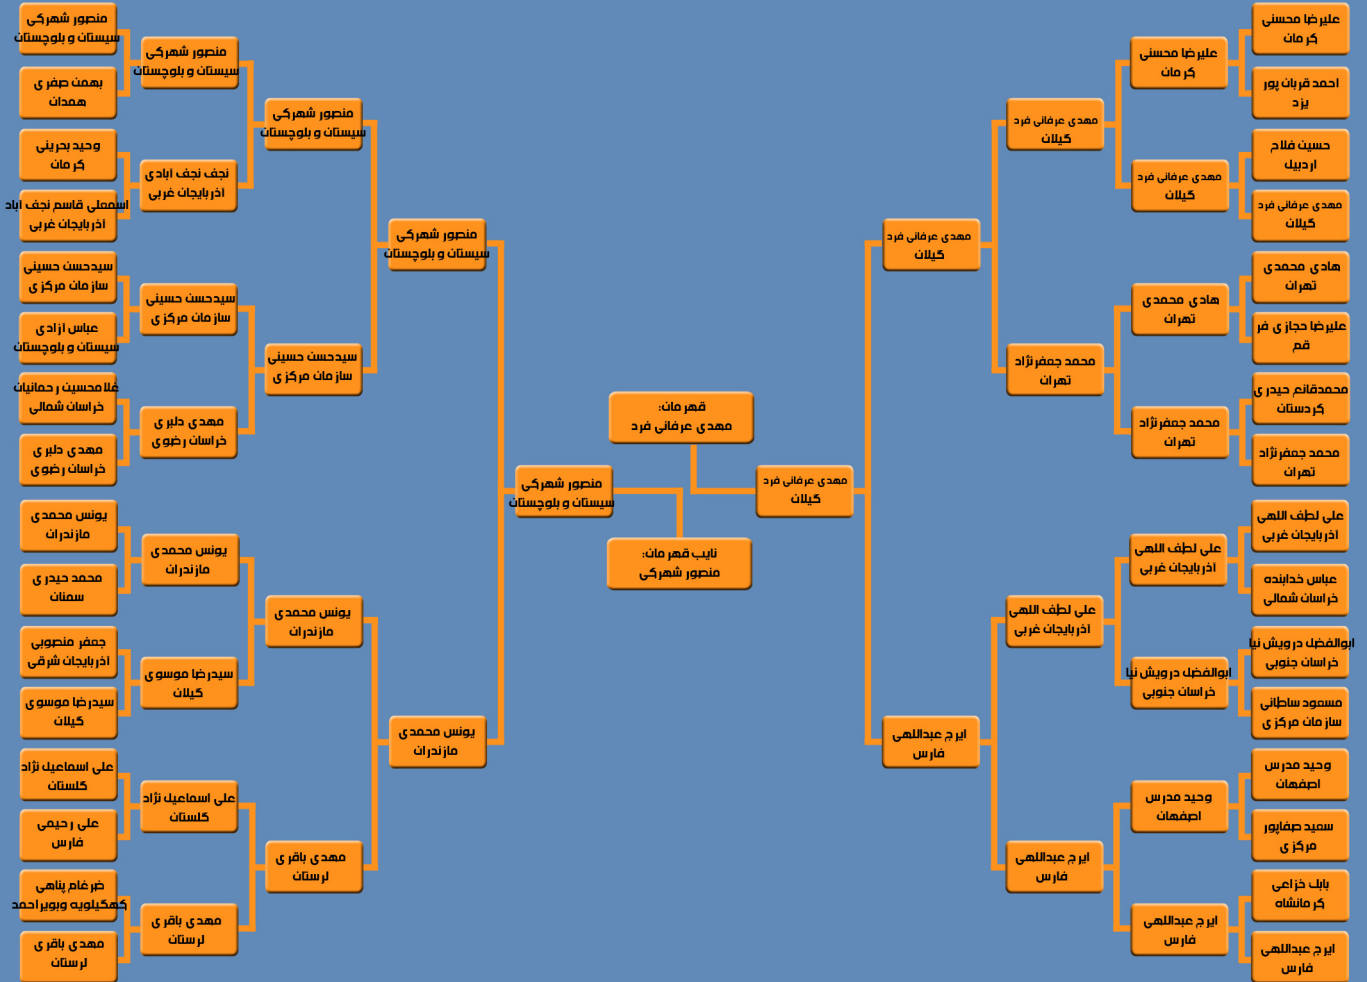 منصور شهرکی
سیستان و بلوچستان
بهمن صفری
همدان
وحید بحرینی
کرمان
اسمعلی قاسم نجف اباد
آذربایجان غربی
سیدحسن حسینی
سازمان مرکزی
عباس آزادی
سیستان و بلوچستان
غلامحسین رحمانیان
خراسان شمالی
مهدی دلبری
خراسان رضوی
یونس محمدی
مازندران
محمد حیدری
سمنان
جعفر منصوبی
آذربایجان شرقی
سیدرضا موسوی
گیلان
علی اسماعیل نژاد
گلستان
علی رحیمی
فارس
ضرغام پناهی
کهگیلویه وبویراحمد
مهدی باقری
لرستان
منصور شهرکی
سیستان و بلوچستان
نجف نجف ابادی
آذربایجان غربی
سیدحسن حسینی
سازمان مرکزی
مهدی دلبری
خراسان رضوی
یونس محمدی
مازندران
سیدرضا موسوی
گیلان
علی اسماعیل نژاد
گلستان
مهدی باقری
لرستان
منصور شهرکی
سیستان و بلوچستان
سیدحسن حسینی
سازمان مرکزی
یونس محمدی
مازندران
مهدی باقری
لرستان
منصور شهرکی
سیستان و بلوچستان
یونس محمدی
مازندران
منصور شهرکی
سیستان و بلوچستان
قهرمان:
مهدی عرفانی فرد
نایب قهرمان:
منصور شهرکی
مهدی عرفانی فرد
گیلان
مهدی عرفانی فرد
گیلان
ایرج عبداللهی
فارس
مهدی عرفانی فرد
گیلان
محمد جعفرنژاد
تهران
علی لطف اللهی
آذربایجان غربی
ایرج عبداللهی
فارس
علیرضا محسنی
کرمان
مهدی عرفانی فرد
گیلان
هادی محمدی
تهران
محمد جعفرنژاد
تهران
علی لطف اللهی
آذربایجان غربی
ابوالفضل درویش نیا
خراسان جنوبی
وحید مدرس
اصفهان
ایرج عبداللهی
فارس
علیرضا محسنی
کرمان
احمد قربان پور
یزد
حسین فلاح
اردبیل
مهدی عرفانی فرد
گیلان
هادی محمدی
تهران
علیرضا حجازی فر
قم
محمدقانع حیدری
کردستان
محمد جعفرنژاد
تهران
علی لطف اللهی
آذربایجان غربی
عباس خدابنده
خراسان شمالی
ابوالفضل درویش نیا
خراسان جنوبی
مسعود ساطانی
سازمان مرکزی
وحید مدرس
اصفهان
سعید صفاپور
مرکزی
بابک خزاعی
کرمانشاه
ایرج عبداللهی
فارس